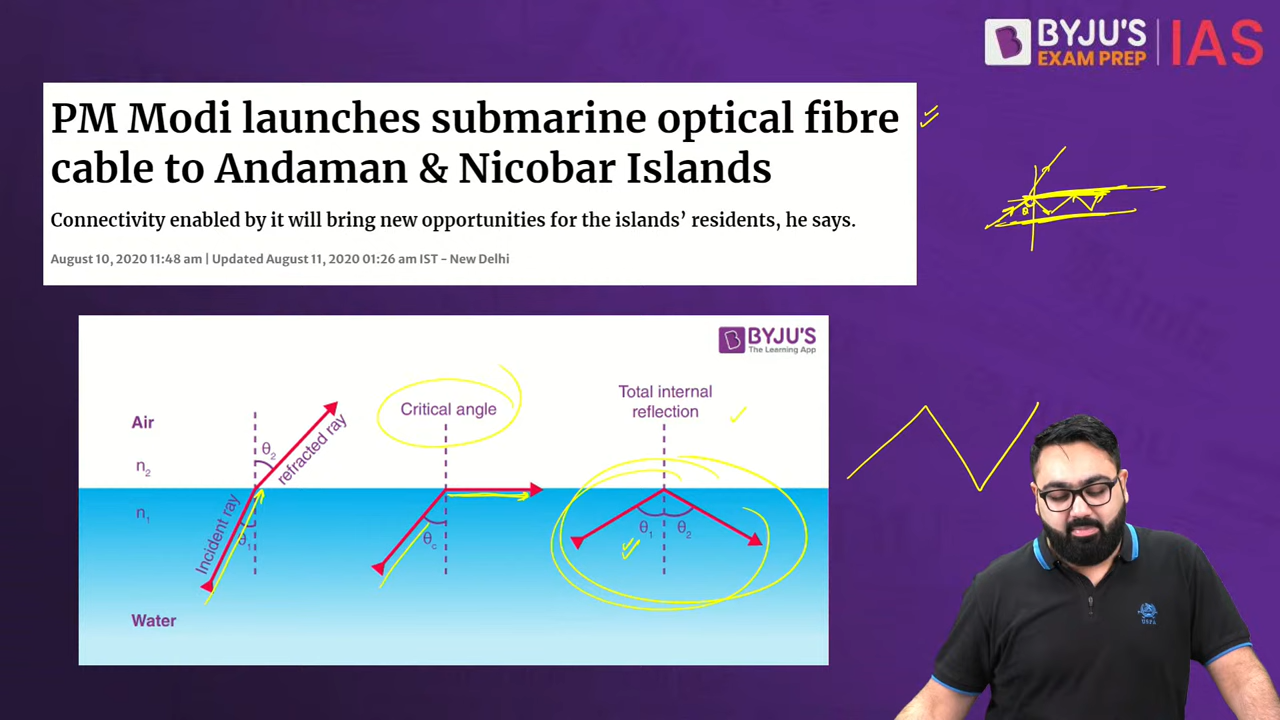 BYJU'S
EXAM PREP
IAS
PM Modi launches submarine optical fibre
cable to Andaman & Nicobar Islands
Connectivity enabled by it will bring new opportunities for the islands' residents, he says.
August 10, 2020 11:48 am | Updated August 11, 2020 01:26 am IST - New Delhi
BYJU'S
The Learning App
Air
n₂
n₁
Water
Incident ray
θ₁
θ₂
refracted ray
Critical angle
θc
Total internal
reflection
θ₁
θ₂
USPA